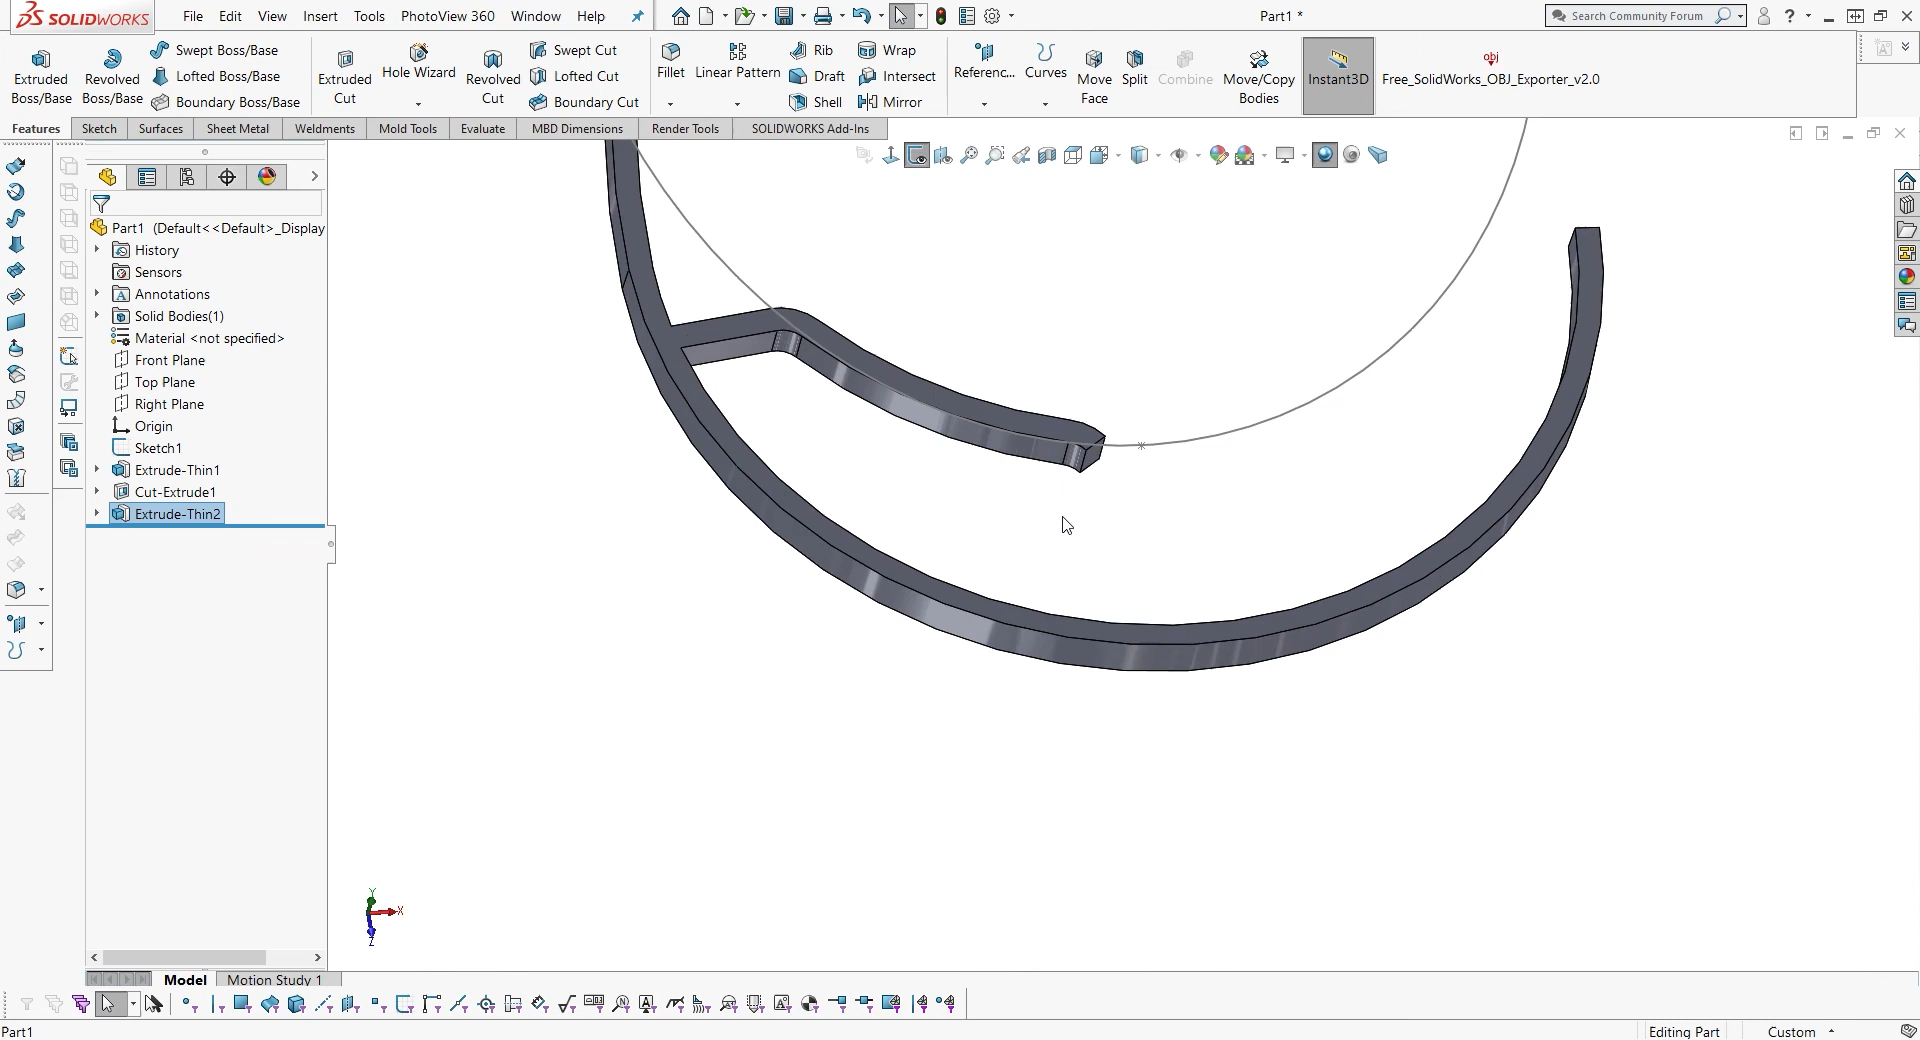 SOLIDWORKS File Edit View Insert Tools PhotoView 360 Window Help Part1 * Search Community Forum ?
Extruded Boss/Base
Revolved Boss/Base
Swept Boss/Base
Lofted Boss/Base
Boundary Boss/Base
Extruded Cut
Hole Wizard
Revolved Cut
Swept Cut
Lofted Cut
Boundary Cut
Fillet
Linear Pattern
Rib
Draft
Shell
Wrap
Intersect
Mirror
Referenc...
Curves
Move Face
Split
Combine
Move/Copy Bodies
Instant3D
obj
Free_SolidWorks_OBJ_Exporter_v2.0
Features Sketch Surfaces Sheet Metal Weldments Mold Tools Evaluate MBD Dimensions Render Tools SOLIDWORKS Add-Ins
Part1 (Default<<Default>_Display
History
Sensors
Annotations
Solid Bodies(1)
Material <not specified>
Front Plane
Top Plane
Right Plane
Origin
Sketch1
Extrude-Thin1
Cut-Extrude1
Extrude-Thin2
Y
X
Z
Model Motion Study 1
Part1 Editing Part Custom